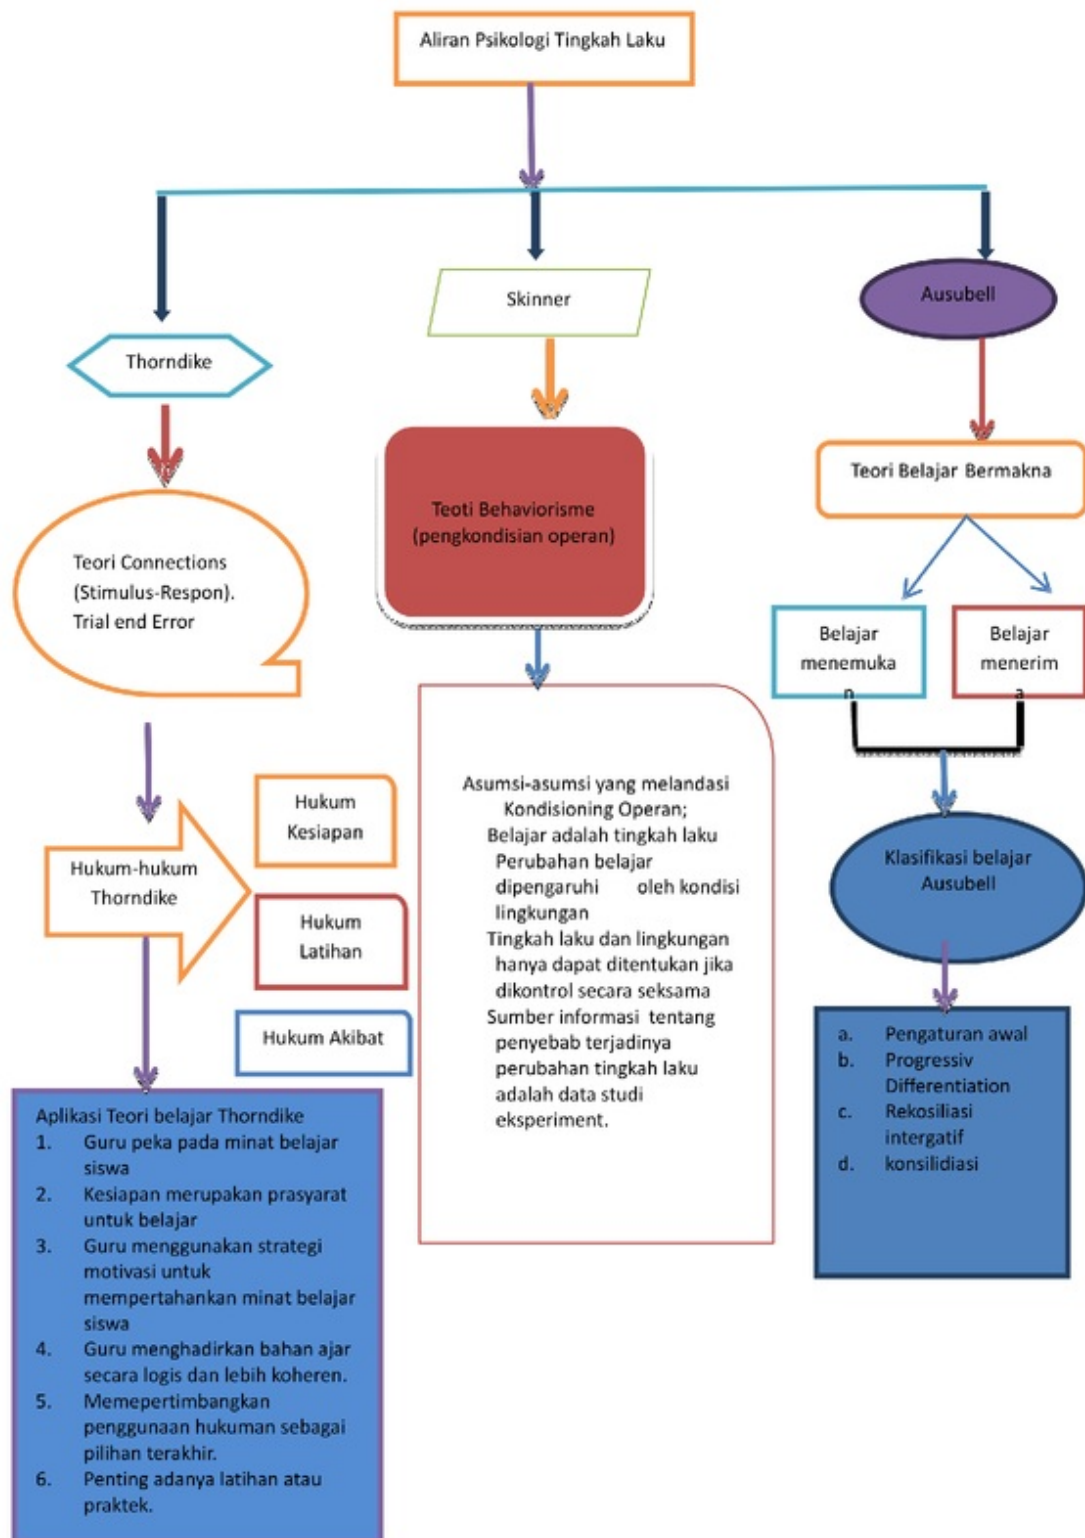 Aliran Psikologi Tingkah Laku
Thorndike
Teori Connections
(Stimulus-Respon).
Trial end Error
Hukum-hukum
Thorndike
Hukum
Kesiapan
Hukum
Latihan
Hukum Akibat
Aplikasi Teori belajar Thorndike
1. Guru peka pada minat belajar
siswa
2. Kesiapan merupakan prasyarat
untuk belajar
3. Guru menggunakan strategi
motivasi untuk
mempertahankan minat belajar
siswa
4. Guru menghadirkan bahan ajar
secara logis dan lebih koheren.
5. Memepertimbangkan
penggunaan hukuman sebagai
pilihan terakhir.
6. Penting adanya latihan atau
praktek.
Skinner
Teoti Behaviorisme
(pengkondisian operan)
Asumsi-asumsi yang melandasi
Kondisioning Operan;
Belajar adalah tingkah laku
Perubahan belajar
dipengaruhi oleh kondisi
lingkungan
Tingkah laku dan lingkungan
hanya dapat ditentukan jika
dikontrol secara seksama
Sumber informasi tentang
penyebab terjadinya
perubahan tingkah laku
adalah data studi
eksperiment.
Ausubell
Teori Belajar Bermakna
Belajar
menemuka
n
Belajar
menerim
a
Klasifikasi belajar
Ausubell
a. Pengaturan awal
b. Progressiv
Differentiation
c. Rekosiliasi
intergatif
d. konsilidiasi